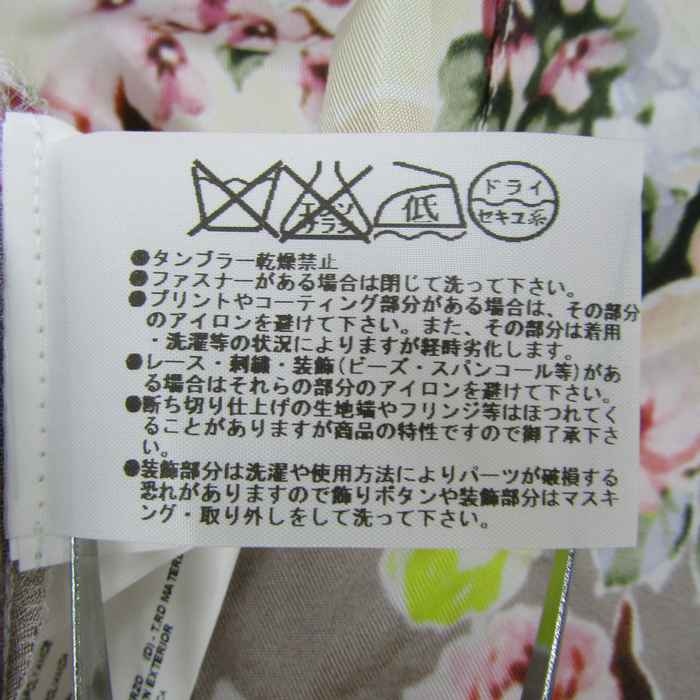 エンソ 低 ドライ
サラシ セキユ系
●タンブラー乾燥禁止
●ファスナーがある場合は閉じて洗って下さい。
●プリントやコーティング部分がある場合は、その部分
のアイロンを避けて下さい。また、その部分は着用
・洗濯等の状況によりますが経時劣化します。
●レース・刺繍・装飾(ビーズ・スパンコール等)があ
る場合はそれらの部分のアイロンを避けて下さい。
●断ち切り仕上げの生地端やフリンジ等はほつれてく
ることがありますが商品の特性ですので御了承下さ
い。
●装飾部分は洗濯や使用方法によりパーツが破損する
恐れがありますので飾りボタンや装飾部分はマスキ
ング・取り外しをして洗って下さい。
(D) - T.RD MATERI
EXTERIOR